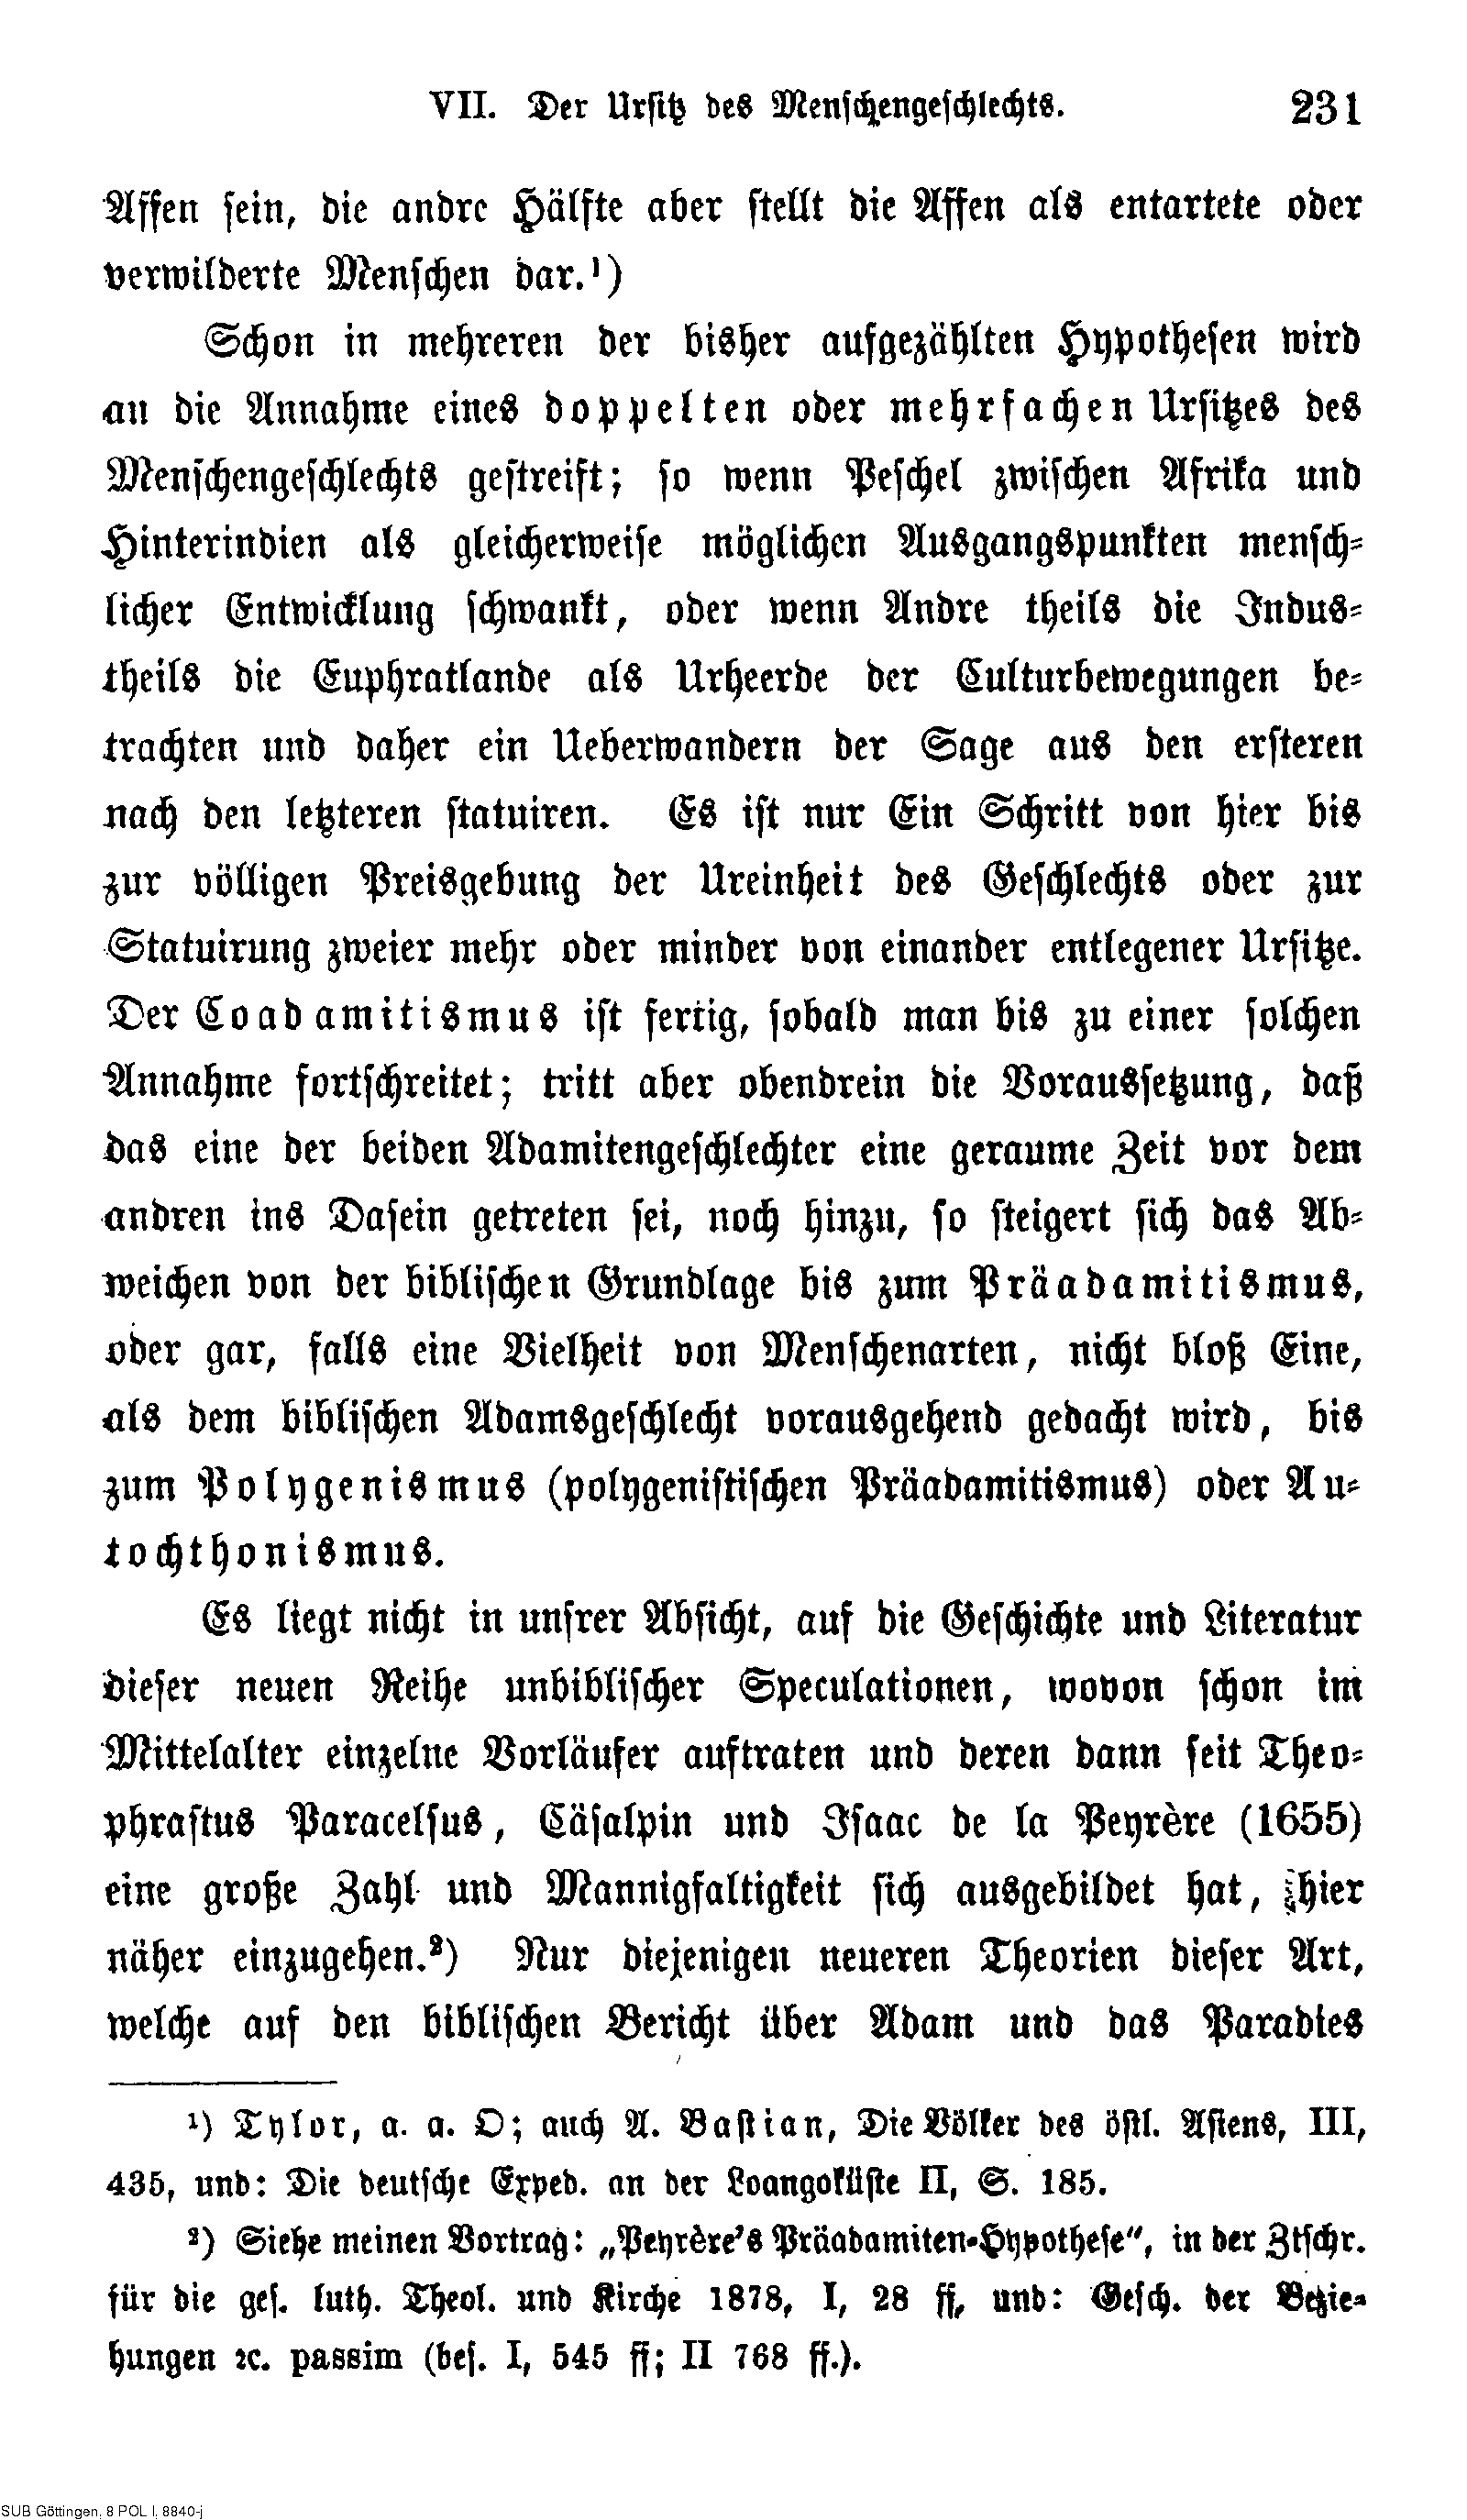 VII. Der Urſitz des Menſchengeſchlechts. 231
Affen ſein, die andre Hälfte aber ſtellt die Affen als entartete oder
verwilderte Menſchen dar.¹)
Schon in mehreren der bisher aufgezählten Hypotheſen wird
an die Annahme eines doppelten oder mehrfachen Urſitzes des
Menſchengeſchlechts geſtreift; ſo wenn Peſchel zwiſchen Afrika und
Hinterindien als gleicherweiſe möglichen Ausgangspunkten menſch-
licher Entwicklung ſchwankt, oder wenn Andre theils die Indus-
theils die Euphratlande als Urheerde der Culturbewegungen be-
trachten und daher ein Ueberwandern der Sage aus den erſteren
nach den letzteren ſtatuiren. Es iſt nur Ein Schritt von hier bis
zur völligen Preisgebung der Ureinheit des Geſchlechts oder zur
Statuirung zweier mehr oder minder von einander entlegener Urſitze.
Der Coadamitismus iſt fertig, ſobald man bis zu einer ſolchen
Annahme fortſchreitet; tritt aber obendrein die Vorausſetzung, daß
das eine der beiden Adamitengeſchlechter eine geraume Zeit vor dem
andren ins Daſein getreten ſei, noch hinzu, ſo ſteigert ſich das Ab-
weichen von der bibliſchen Grundlage bis zum Präadamitismus,
oder gar, falls eine Vielheit von Menſchenarten, nicht bloß Eine,
als dem bibliſchen Adamsgeſchlecht vorausgehend gedacht wird, bis
zum Polygenismus (polygeniſtiſchen Präadamitismus) oder Au-
tochthonismus.
Es liegt nicht in unſrer Abſicht, auf die Geſchichte und Literatur
dieſer neuen Reihe unbibliſcher Speculationen, wovon ſchon im
Mittelalter einzelne Vorläufer auftraten und deren dann ſeit Theo-
phraſtus Paracelſus, Cäſalpin und Iſaac de la Peyrère (1655)
eine große Zahl und Mannigfaltigkeit ſich ausgebildet hat, hier
näher einzugehen.²) Nur diejenigen neueren Theorien dieſer Art,
welche auf den bibliſchen Bericht über Adam und das Paradies
¹) Tylor, a. a. O; auch A. Baſtian, Die Völker des öſtl. Aſiens, III,
435, und: Die deutſche Exped. an der Loangoküſte II, S. 185.
²) Siehe meinen Vortrag: „Peyrère's Präadamiten-Hypotheſe“, in der Ztſchr.
für die geſ. luth. Theol. und Kirche 1878, I, 28 ff, und: Geſch. der Bezie-
hungen ꝛc. passim (beſ. I, 545 ff; II 768 ff.).
SUB Göttingen, 8 POL I, 8840-j